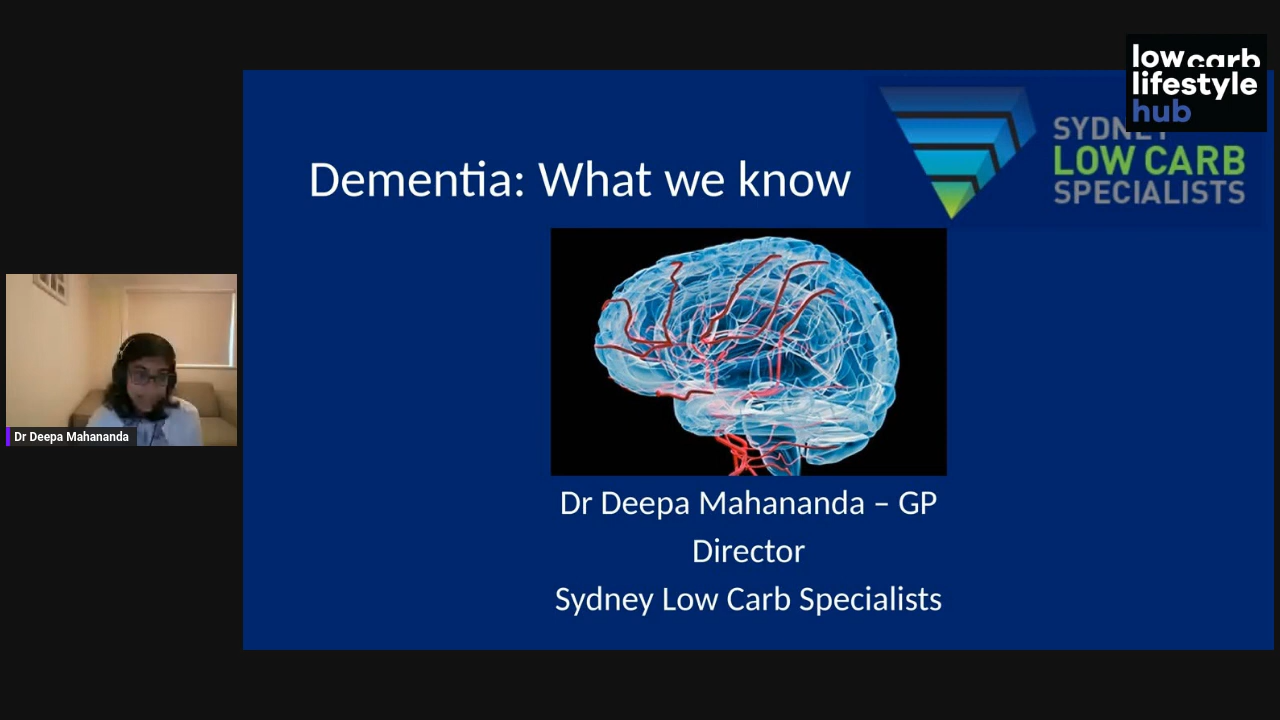 low carb
lifestyle
hub
SYDNEY
LOW CARB
SPECIALISTS
Dementia: What we know
Dr Deepa Mahananda
Dr Deepa Mahananda – GP
Director
Sydney Low Carb Specialists